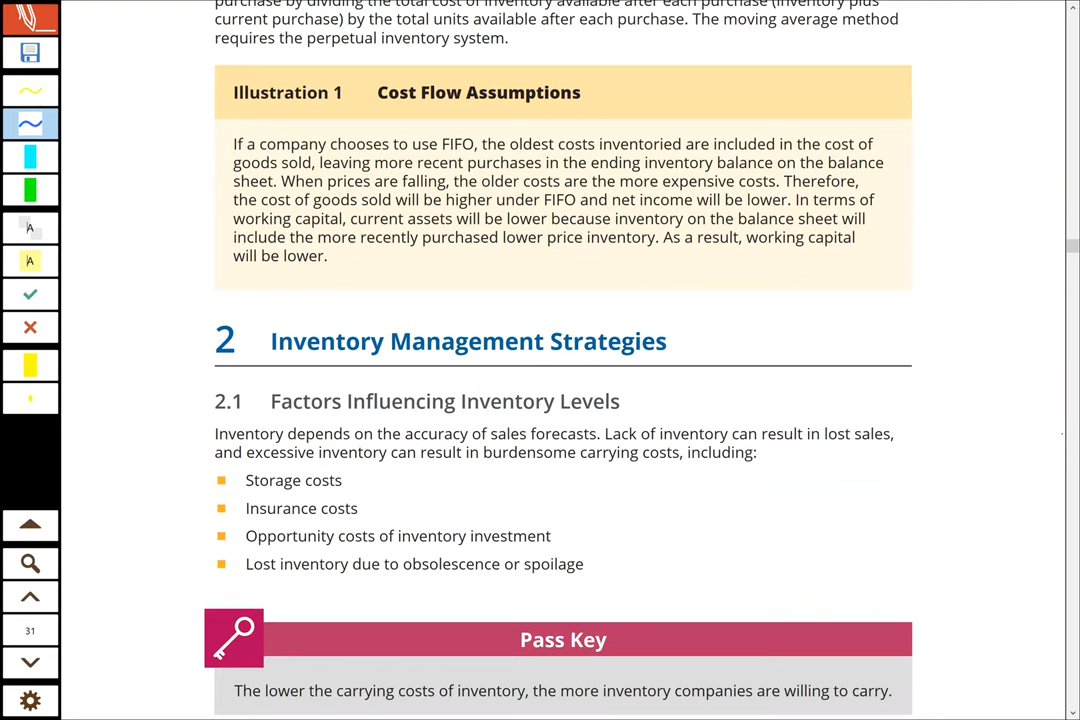 purchase by dividing the total cost of inventory available after each purchase (inventory plus
current purchase) by the total units available after each purchase. The moving average method
requires the perpetual inventory system.
Illustration 1 Cost Flow Assumptions
If a company chooses to use FIFO, the oldest costs inventoried are included in the cost of
goods sold, leaving more recent purchases in the ending inventory balance on the balance
sheet. When prices are falling, the older costs are the more expensive costs. Therefore,
the cost of goods sold will be higher under FIFO and net income will be lower. In terms of
working capital, current assets will be lower because inventory on the balance sheet will
include the more recently purchased lower price inventory. As a result, working capital
will be lower.
2 Inventory Management Strategies
2.1 Factors Influencing Inventory Levels
Inventory depends on the accuracy of sales forecasts. Lack of inventory can result in lost sales,
and excessive inventory can result in burdensome carrying costs, including:
Storage costs
Insurance costs
Opportunity costs of inventory investment
Lost inventory due to obsolescence or spoilage
Pass Key
The lower the carrying costs of inventory, the more inventory companies are willing to carry.
A
A
31